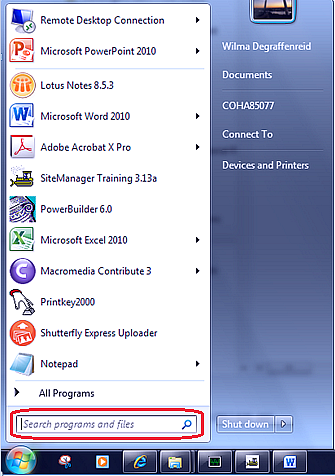 Remote Desktop Connection
Microsoft PowerPoint 2010
Lotus Notes 8.5.3
Microsoft Word 2010
Adobe Acrobat X Pro
SiteManager Training 3.13a
PowerBuilder 6.0
Microsoft Excel 2010
Macromedia Contribute 3
Printkey2000
Shutterfly Express Uploader
Notepad
All Programs
Search programs and files
Wilma Degraffenreid
Documents
COHA85077
Connect To
Devices and Printers
Shut down